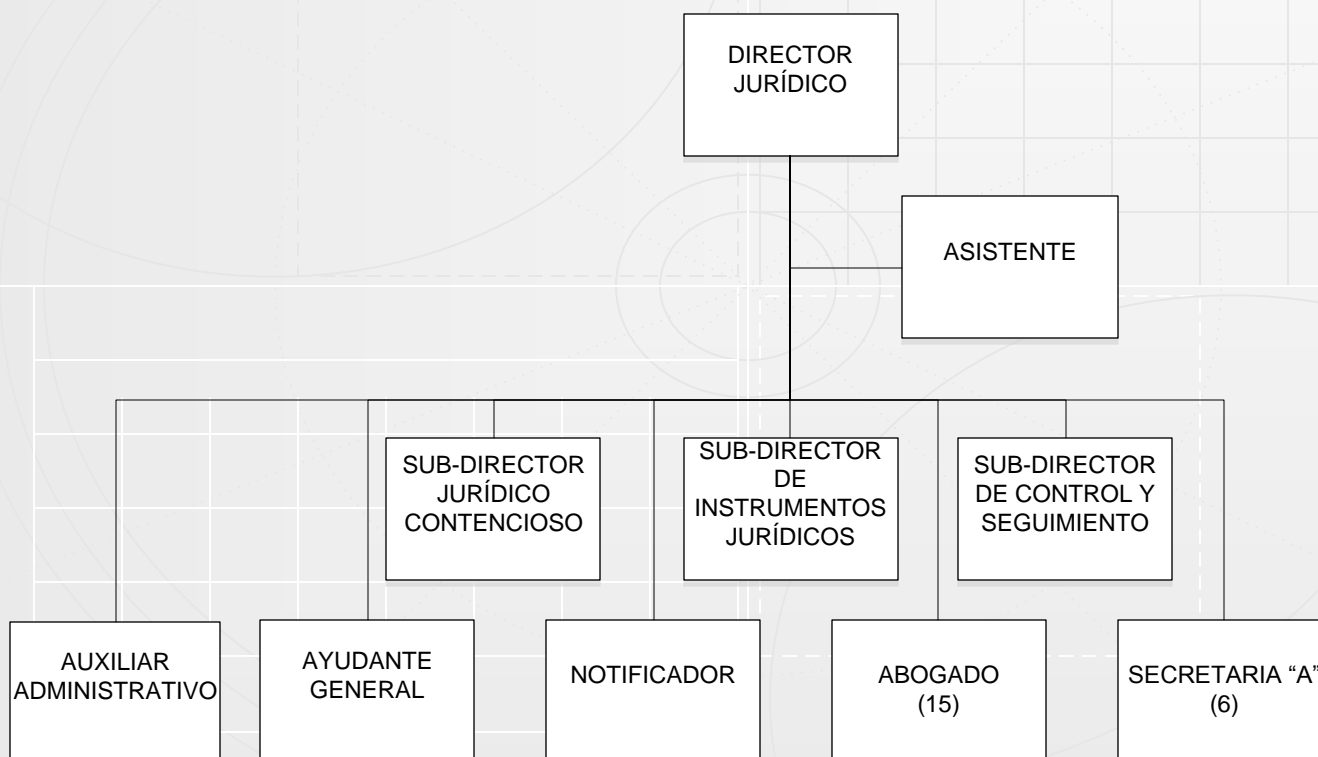 DIRECTOR
JURÍDICO
ASISTENTE
SUB-DIRECTOR
JURÍDICO
CONTENCIOSO
SUB-DIRECTOR
DE
INSTRUMENTOS
JURÍDICOS
SUB-DIRECTOR
DE CONTROL Y
SEGUIMIENTO
AUXILIAR
ADMINISTRATIVO
AYUDANTE
GENERAL
NOTIFICADOR
ABOGADO
(15)
SECRETARIA “A”
(6)